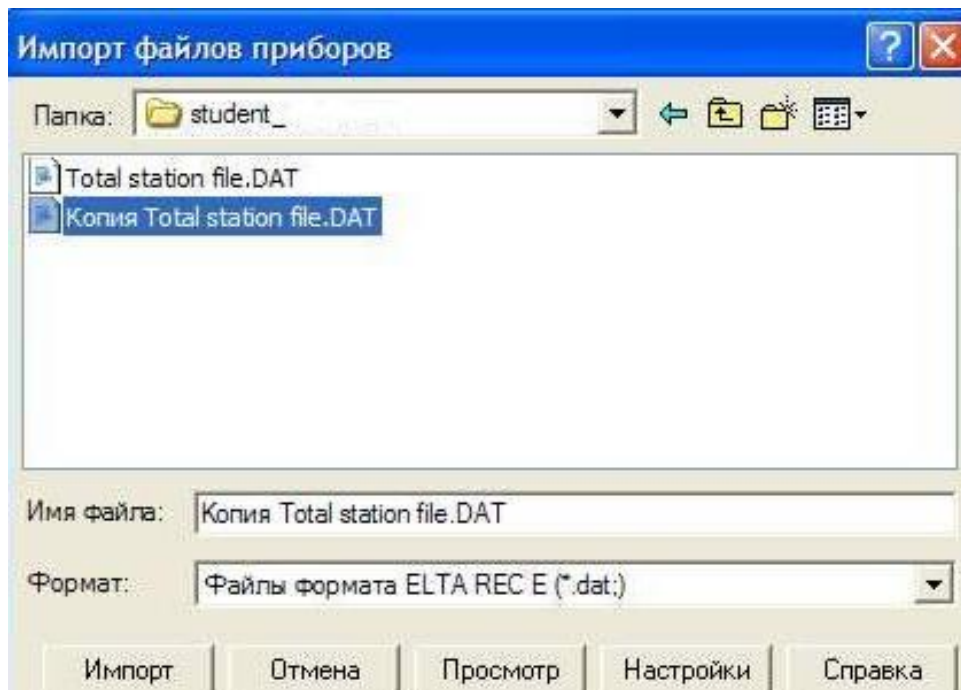 Импорт файлов приборов
Папка: student_
Total station file.DAT
Копия Total station file.DAT
Имя файла: Копия Total station file.DAT
Формат: Файлы формата ELTA REC E (*.dat;)
Импорт Отмена Просмотр Настройки Справка